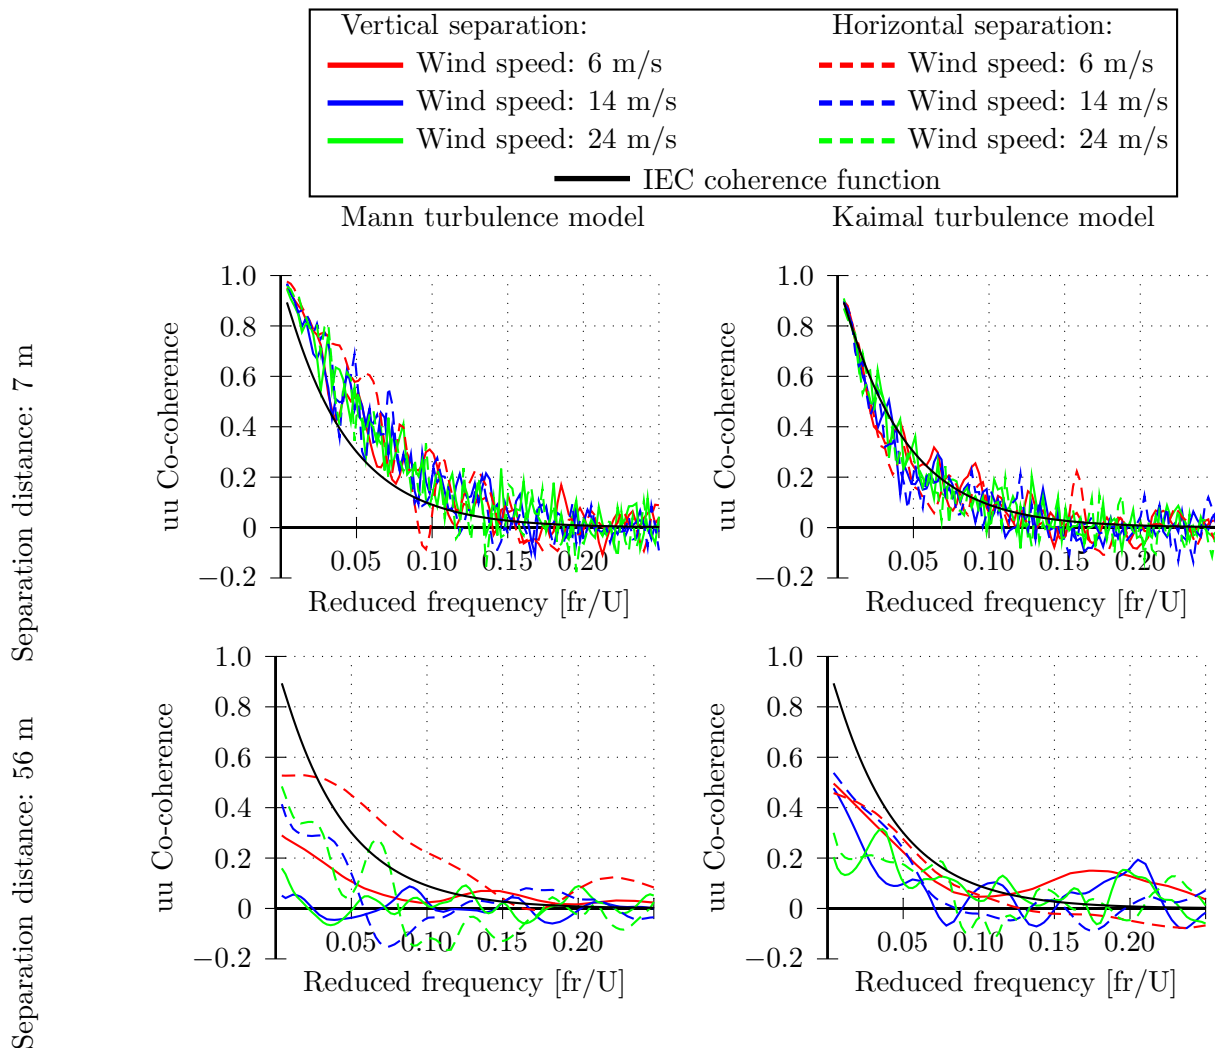 Vertical separation: Horizontal separation:
Wind speed: 6 m/s Wind speed: 6 m/s
Wind speed: 14 m/s Wind speed: 14 m/s
Wind speed: 24 m/s Wind speed: 24 m/s
IEC coherence function
Mann turbulence model Kaimal turbulence model
Separation distance: 7 m
uu Co-coherence
1.0
0.8
0.6
0.4
0.2
0
−0.2
0.05 0.10 0.15 0.20
Reduced frequency [fr/U]
uu Co-coherence
1.0
0.8
0.6
0.4
0.2
0
−0.2
0.05 0.10 0.15 0.20
Reduced frequency [fr/U]
Separation distance: 56 m
uu Co-coherence
1.0
0.8
0.6
0.4
0.2
0
−0.2
0.05 0.10 0.15 0.20
Reduced frequency [fr/U]
uu Co-coherence
1.0
0.8
0.6
0.4
0.2
0
−0.2
0.05 0.10 0.15 0.20
Reduced frequency [fr/U]